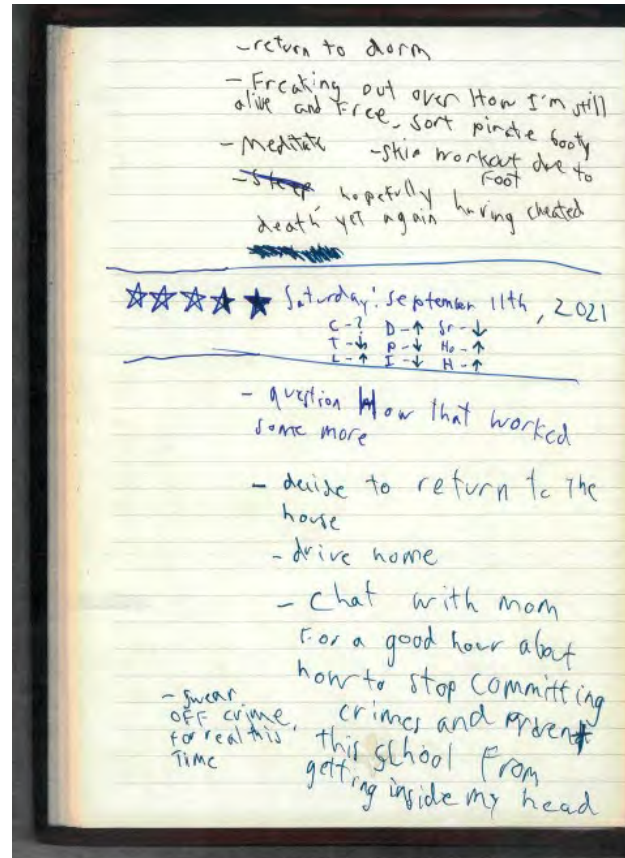 -return to dorm
- Freaking out over How I'm still
alive and free, sort pirate booty
- Meditate -skip workout due to
foot
- Sleep, hopefully having cheated
death yet again
Saturday: September 11th, 2021
C-? D-↑ Sr-↓
T-↓ P-↓ Ho-↑
L-↑ I-↓ H-↑
- question How that worked
some more
- decide to return to the
house
- drive home
- Chat with mom
For a good hour about
how to stop committing
crimes and prevent
this school from
getting inside my head
- swear
OFF crime,
for real this
Time